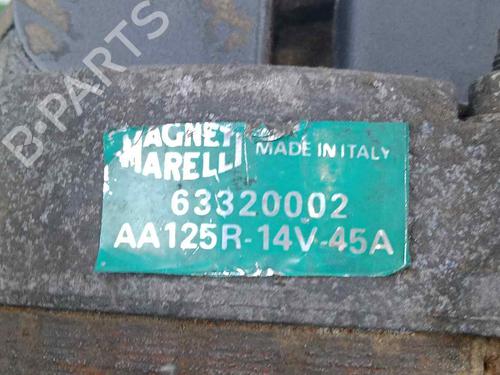 B-PARTS
MAGNETI
MARELLI
MADE IN ITALY
63320002
AA125R-14V-45A